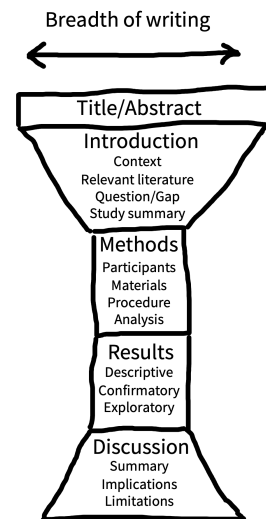 Breadth of writing
Title/Abstract
Introduction
Context
Relevant literature
Question/Gap
Study summary
Methods
Participants
Materials
Procedure
Analysis
Results
Descriptive
Confirmatory
Exploratory
Discussion
Summary
Implications
Limitations